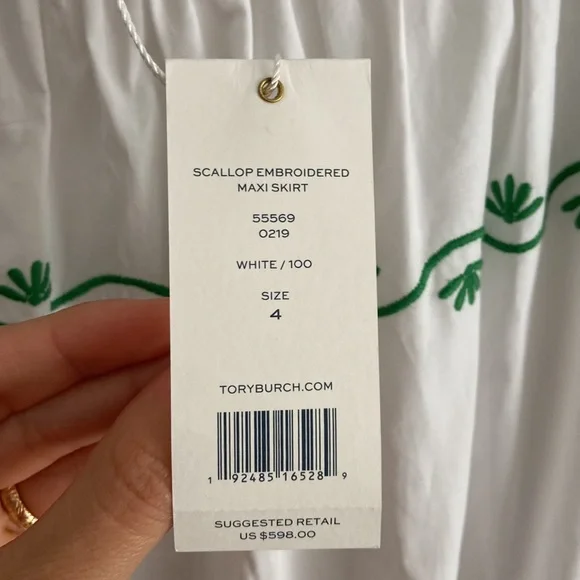 SCALLOP EMBROIDERED
MAXI SKIRT
55569
0219
WHITE / 100
SIZE
4
TORYBURCH.COM
1 92485 16528 9
SUGGESTED RETAIL
US $598.00